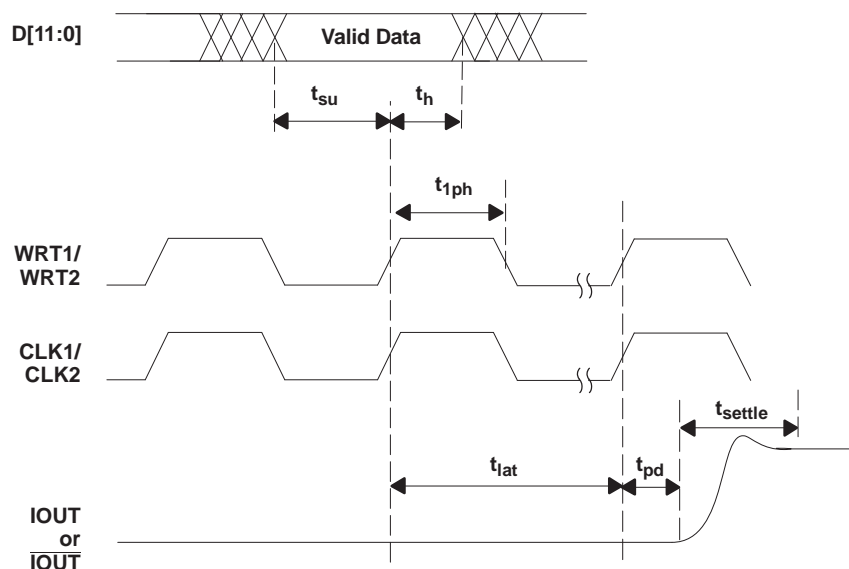 D[11:0]
Valid Data
tsu
th
t1ph
WRT1/
WRT2
CLK1/
CLK2
tsettle
tlat
tpd
IOUT
or
IOUT